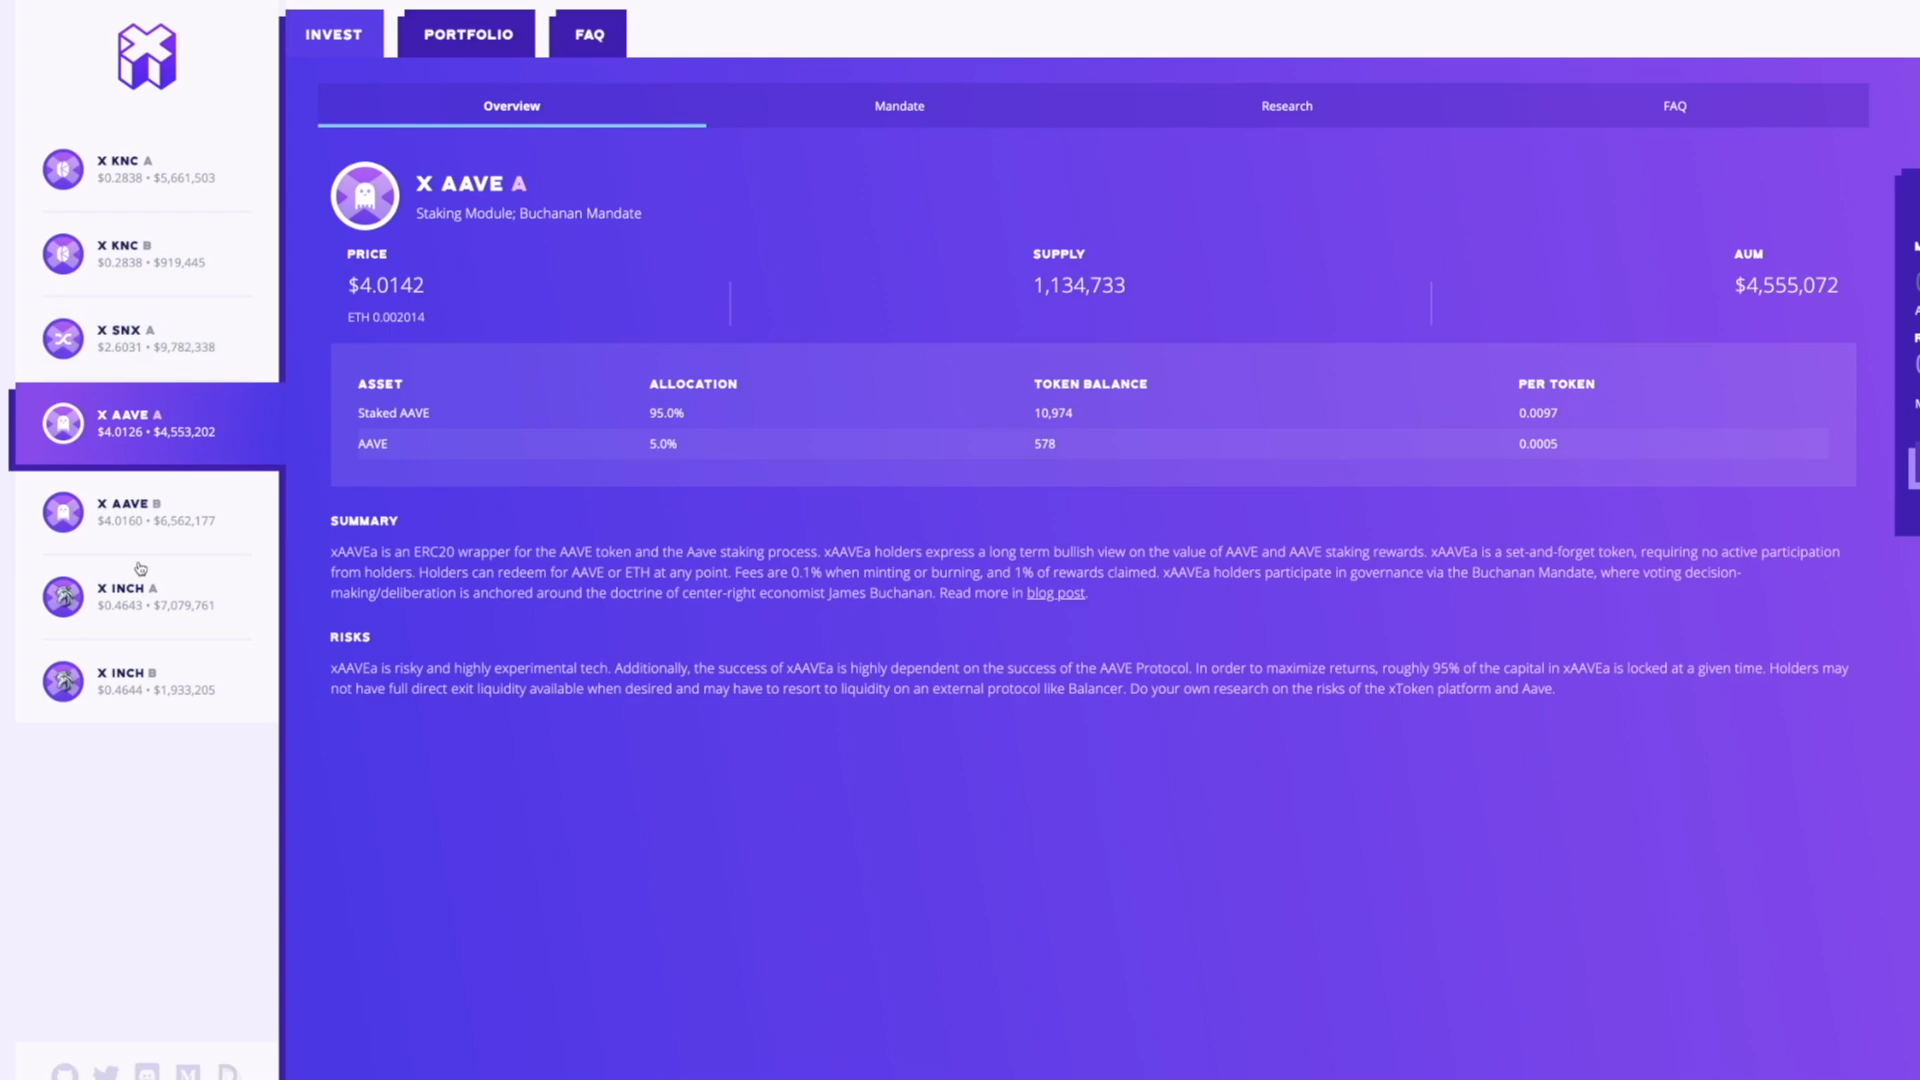 INVEST
PORTFOLIO
FAQ
X KNC A
$0.2838 • $5,661,503
X KNC B
$0.2838 • $919,445
X SNX A
$2.6031 • $9,782,338
X AAVE A
$4.0126 • $4,553,202
X AAVE B
$4.0160 • $6,562,177
X INCH A
$0.4643 • $7,079,761
X INCH B
$0.4644 • $1,933,205
Overview
Mandate
Research
FAQ
X AAVE A
Staking Module; Buchanan Mandate
PRICE
$4.0142
ETH 0.002014
SUPPLY
1,134,733
AUM
$4,555,072
ASSET ALLOCATION TOKEN BALANCE PER TOKEN
Staked AAVE 95.0% 10,974 0.0097
AAVE 5.0% 578 0.0005
SUMMARY
xAAVEa is an ERC20 wrapper for the AAVE token and the Aave staking process. xAAVEa holders express a long term bullish view on the value of AAVE and AAVE staking rewards. xAAVEa is a set-and-forget token, requiring no active participation
from holders. Holders can redeem for AAVE or ETH at any point. Fees are 0.1% when minting or burning, and 1% of rewards claimed. xAAVEa holders participate in governance via the Buchanan Mandate, where voting decision-
making/deliberation is anchored around the doctrine of center-right economist James Buchanan. Read more in blog post.
RISKS
xAAVEa is risky and highly experimental tech. Additionally, the success of xAAVEa is highly dependent on the success of the AAVE Protocol. In order to maximize returns, roughly 95% of the capital in xAAVEa is locked at a given time. Holders may
not have full direct exit liquidity available when desired and may have to resort to liquidity on an external protocol like Balancer. Do your own research on the risks of the xToken platform and Aave.